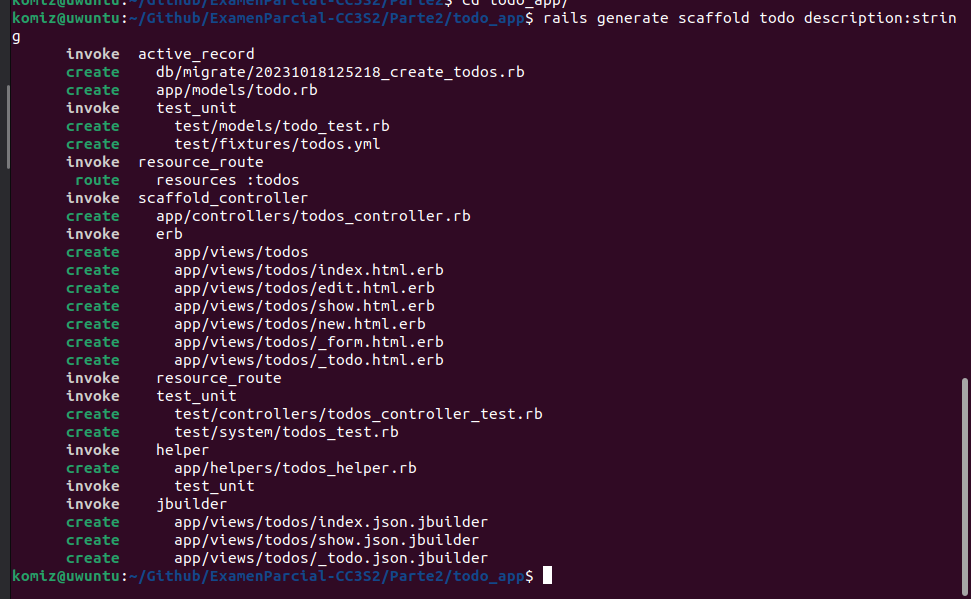 komiz@uwuntu:~/Github/ExamenParcial-CC3S2/Parte2$ cd todo_app/
komiz@uwuntu:~/Github/ExamenParcial-CC3S2/Parte2/todo_app$ rails generate scaffold todo description:strin
g
      invoke  active_record
      create    db/migrate/20231018125218_create_todos.rb
      create    app/models/todo.rb
      invoke    test_unit
      create      test/models/todo_test.rb
      create      test/fixtures/todos.yml
      invoke  resource_route
       route    resources :todos
      invoke  scaffold_controller
      create    app/controllers/todos_controller.rb
      invoke    erb
      create      app/views/todos
      create      app/views/todos/index.html.erb
      create      app/views/todos/edit.html.erb
      create      app/views/todos/show.html.erb
      create      app/views/todos/new.html.erb
      create      app/views/todos/_form.html.erb
      create      app/views/todos/_todo.html.erb
      invoke    resource_route
      invoke    test_unit
      create      test/controllers/todos_controller_test.rb
      create      test/system/todos_test.rb
      invoke    helper
      create      app/helpers/todos_helper.rb
      invoke      test_unit
      invoke    jbuilder
      create      app/views/todos/index.json.jbuilder
      create      app/views/todos/show.json.jbuilder
      create      app/views/todos/_todo.json.jbuilder
komiz@uwuntu:~/Github/ExamenParcial-CC3S2/Parte2/todo_app$